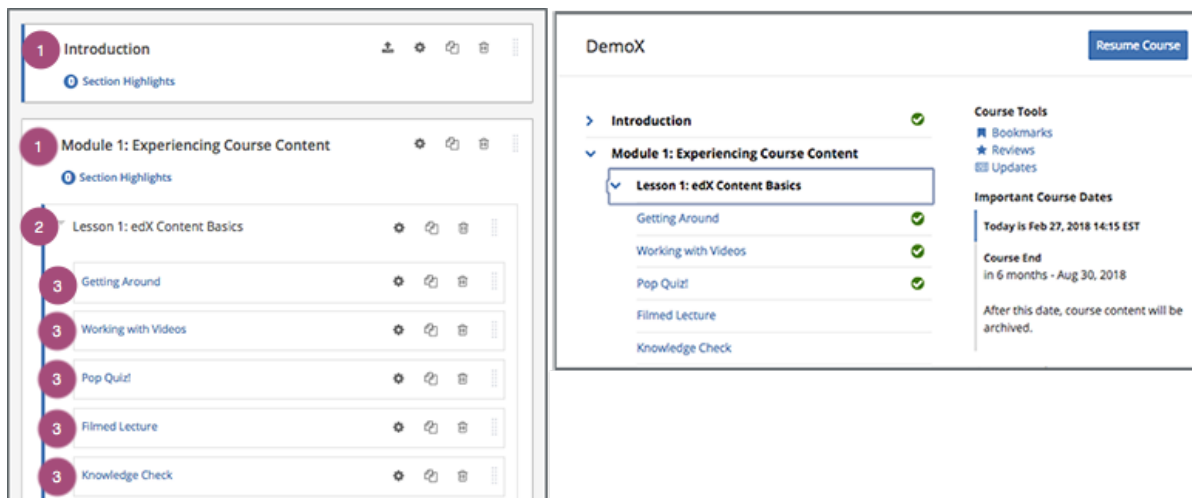 1 Introduction
0 Section Highlights
1 Module 1: Experiencing Course Content
0 Section Highlights
2 Lesson 1: edX Content Basics
3 Getting Around
3 Working with Videos
3 Pop Quiz!
3 Filmed Lecture
3 Knowledge Check
DemoX
Resume Course
Introduction
Module 1: Experiencing Course Content
Lesson 1: edX Content Basics
Getting Around
Working with Videos
Pop Quiz!
Filmed Lecture
Knowledge Check
Course Tools
Bookmarks
Reviews
Updates
Important Course Dates
Today is Feb 27, 2018 14:15 EST
Course End
in 6 months - Aug 30, 2018
After this date, course content will be
archived.